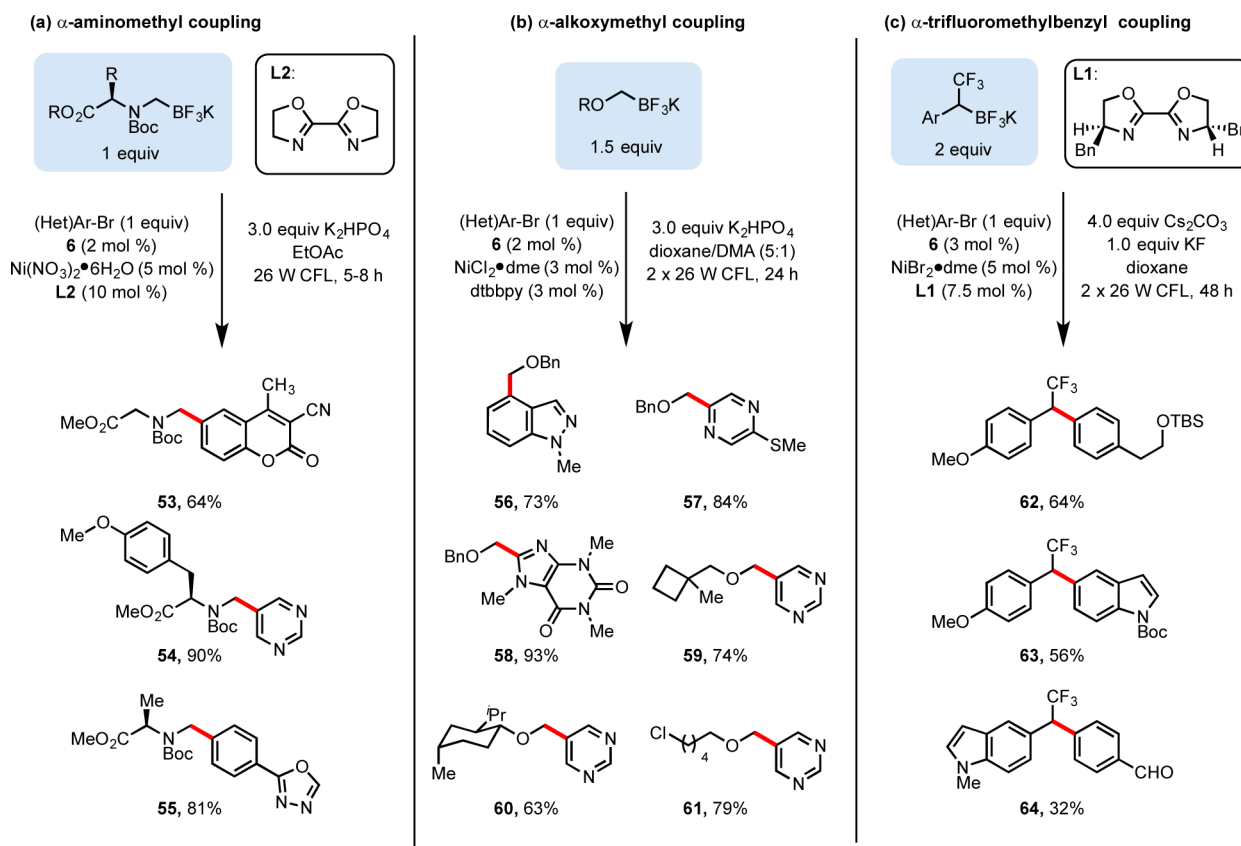 (a) α-aminomethyl coupling
R
RO2C
N
Boc
BF3K
1 equiv
L2:
O
O
N
N
(Het)Ar-Br (1 equiv)
6 (2 mol %)
Ni(NO3)2•6H2O (5 mol %)
L2 (10 mol %)
3.0 equiv K2HPO4
EtOAc
26 W CFL, 5-8 h
CH3
CN
MeO2C
N
Boc
O
O
53, 64%
MeO
MeO2C
N
Boc
N
N
54, 90%
Me
MeO2C
N
Boc
O
N
N
55, 81%
(b) α-alkoxymethyl coupling
RO
BF3K
1.5 equiv
(Het)Ar-Br (1 equiv)
6 (2 mol %)
NiCl2•dme (3 mol %)
dtbbpy (3 mol %)
3.0 equiv K2HPO4
dioxane/DMA (5:1)
2 x 26 W CFL, 24 h
OBn
N
N
Me
56, 73%
BnO
N
N
SMe
57, 84%
BnO
N
Me
N
O
N
Me
N
O
Me
58, 93%
O
Me
N
N
59, 74%
iPr
O
Me
N
N
60, 63%
Cl
4
O
N
N
61, 79%
(c) α-trifluoromethylbenzyl coupling
CF3
Ar
BF3K
2 equiv
L1:
O
O
H
N
N
Bn
Bn
H
(Het)Ar-Br (1 equiv)
6 (3 mol %)
NiBr2•dme (5 mol %)
L1 (7.5 mol %)
4.0 equiv Cs2CO3
1.0 equiv KF
dioxane
2 x 26 W CFL, 48 h
CF3
OTBS
MeO
62, 64%
CF3
MeO
N
Boc
63, 56%
CF3
N
Me
CHO
64, 32%